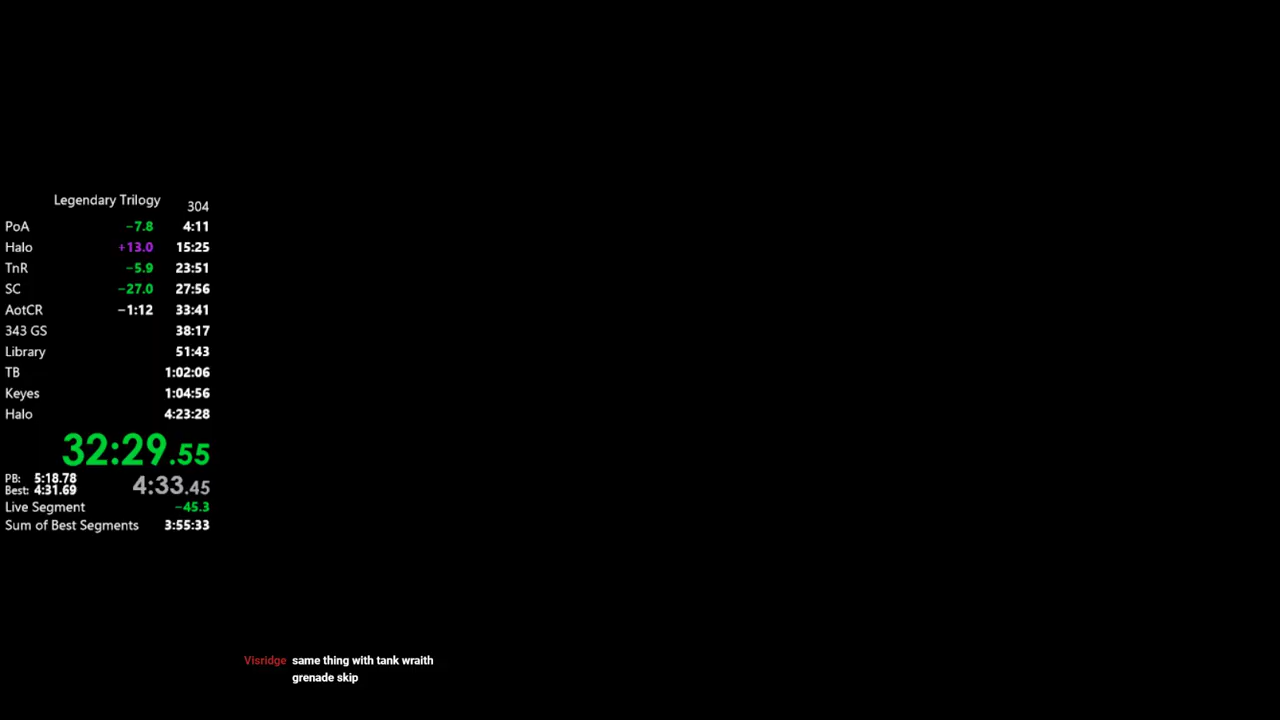 Legendary Trilogy 304
PoA −7.8 4:11
Halo +13.0 15:25
TnR −5.9 23:51
SC −27.0 27:56
AotCR −1:12 33:41
343 GS 38:17
Library 51:43
TB 1:02:06
Keyes 1:04:56
Halo 4:23:28
32:29.55
PB: 5:18.78
Best: 4:31.69 4:33.45
Live Segment −45.3
Sum of Best Segments 3:55:33
Visridge same thing with tank wraith
grenade skip